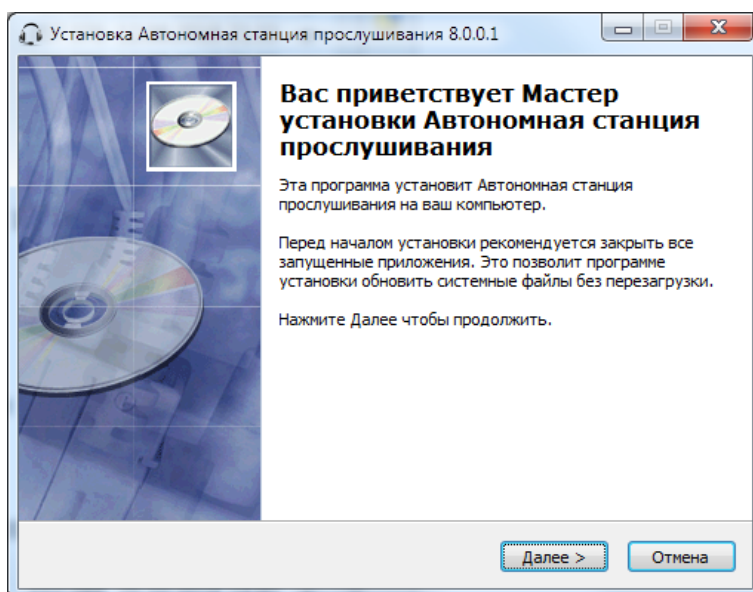 Установка Автономная станция прослушивания 8.0.0.1
Вас приветствует Мастер
установки Автономная станция
прослушивания
Эта программа установит Автономная станция
прослушивания на ваш компьютер.
Перед началом установки рекомендуется закрыть все
запущенные приложения. Это позволит программе
установки обновить системные файлы без перезагрузки.
Нажмите Далее чтобы продолжить.
Далее >
Отмена